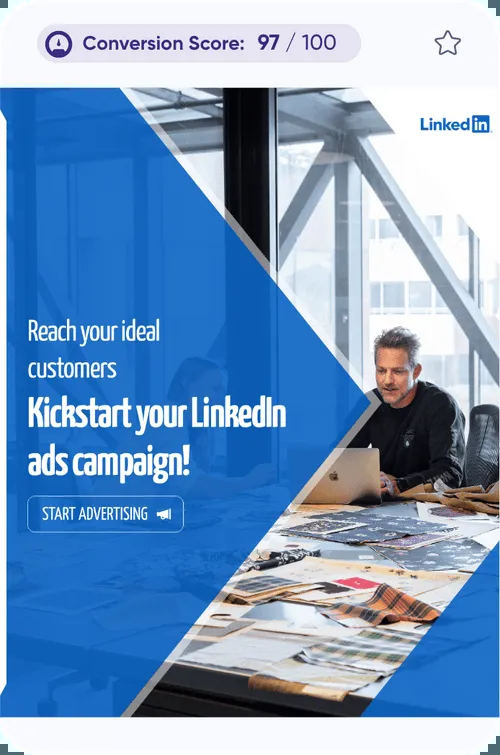 Conversion Score: 97 / 100
LinkedIn
Reach your ideal
customers
Kickstart your LinkedIn
ads campaign!
START ADVERTISING